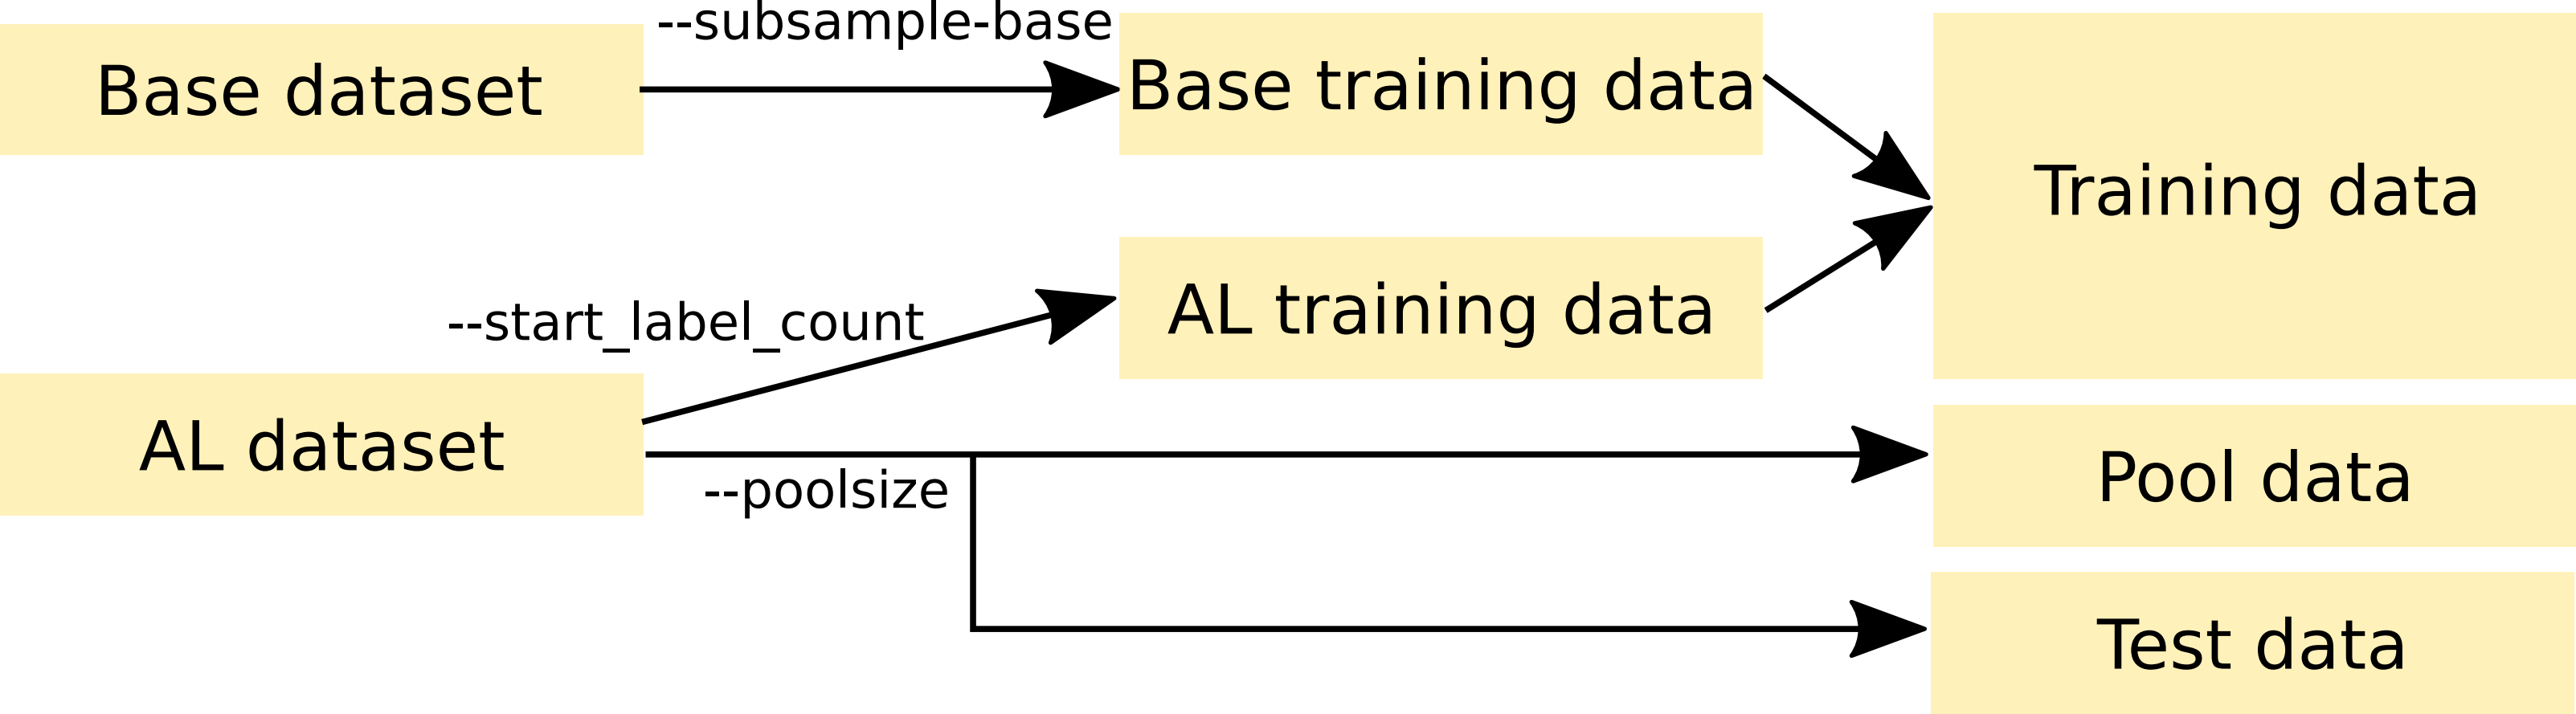 --subsample-base
Base dataset
Base training data
Training data
--start_label_count
AL training data
AL dataset
--poolsize
Pool data
Test data